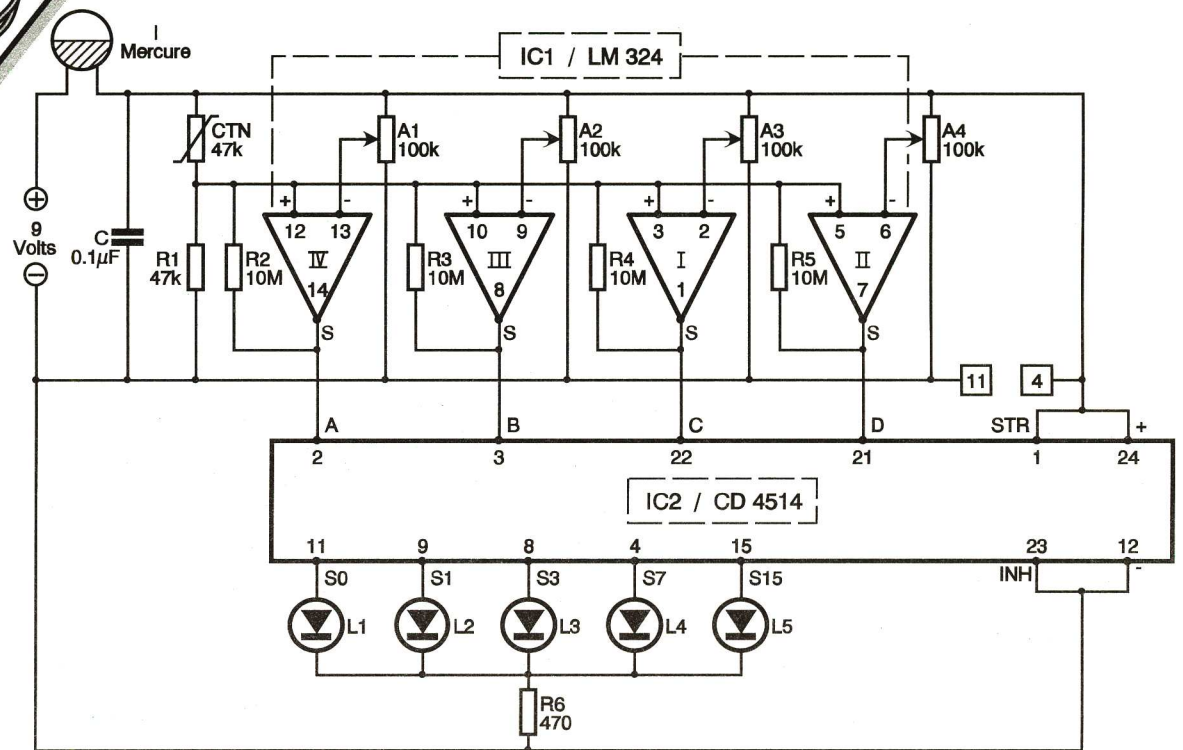 I
Mercure
IC1 / LM 324
CTN
47k
A1
100k
A2
100k
A3
100k
A4
100k
+
9
Volts
−
C
0.1µF
R1
47k
R2
10M
+ -
12 13
IV
14
S
R3
10M
+ -
10 9
III
8
S
R4
10M
+ -
3 2
I
1
S
R5
10M
+ -
5 6
II
7
S
11 4
A B C D STR +
2 3 22 21 1 24
IC2 / CD 4514
11 9 8 4 15 23 12
S0 S1 S3 S7 S15 INH -
L1 L2 L3 L4 L5
R6
470